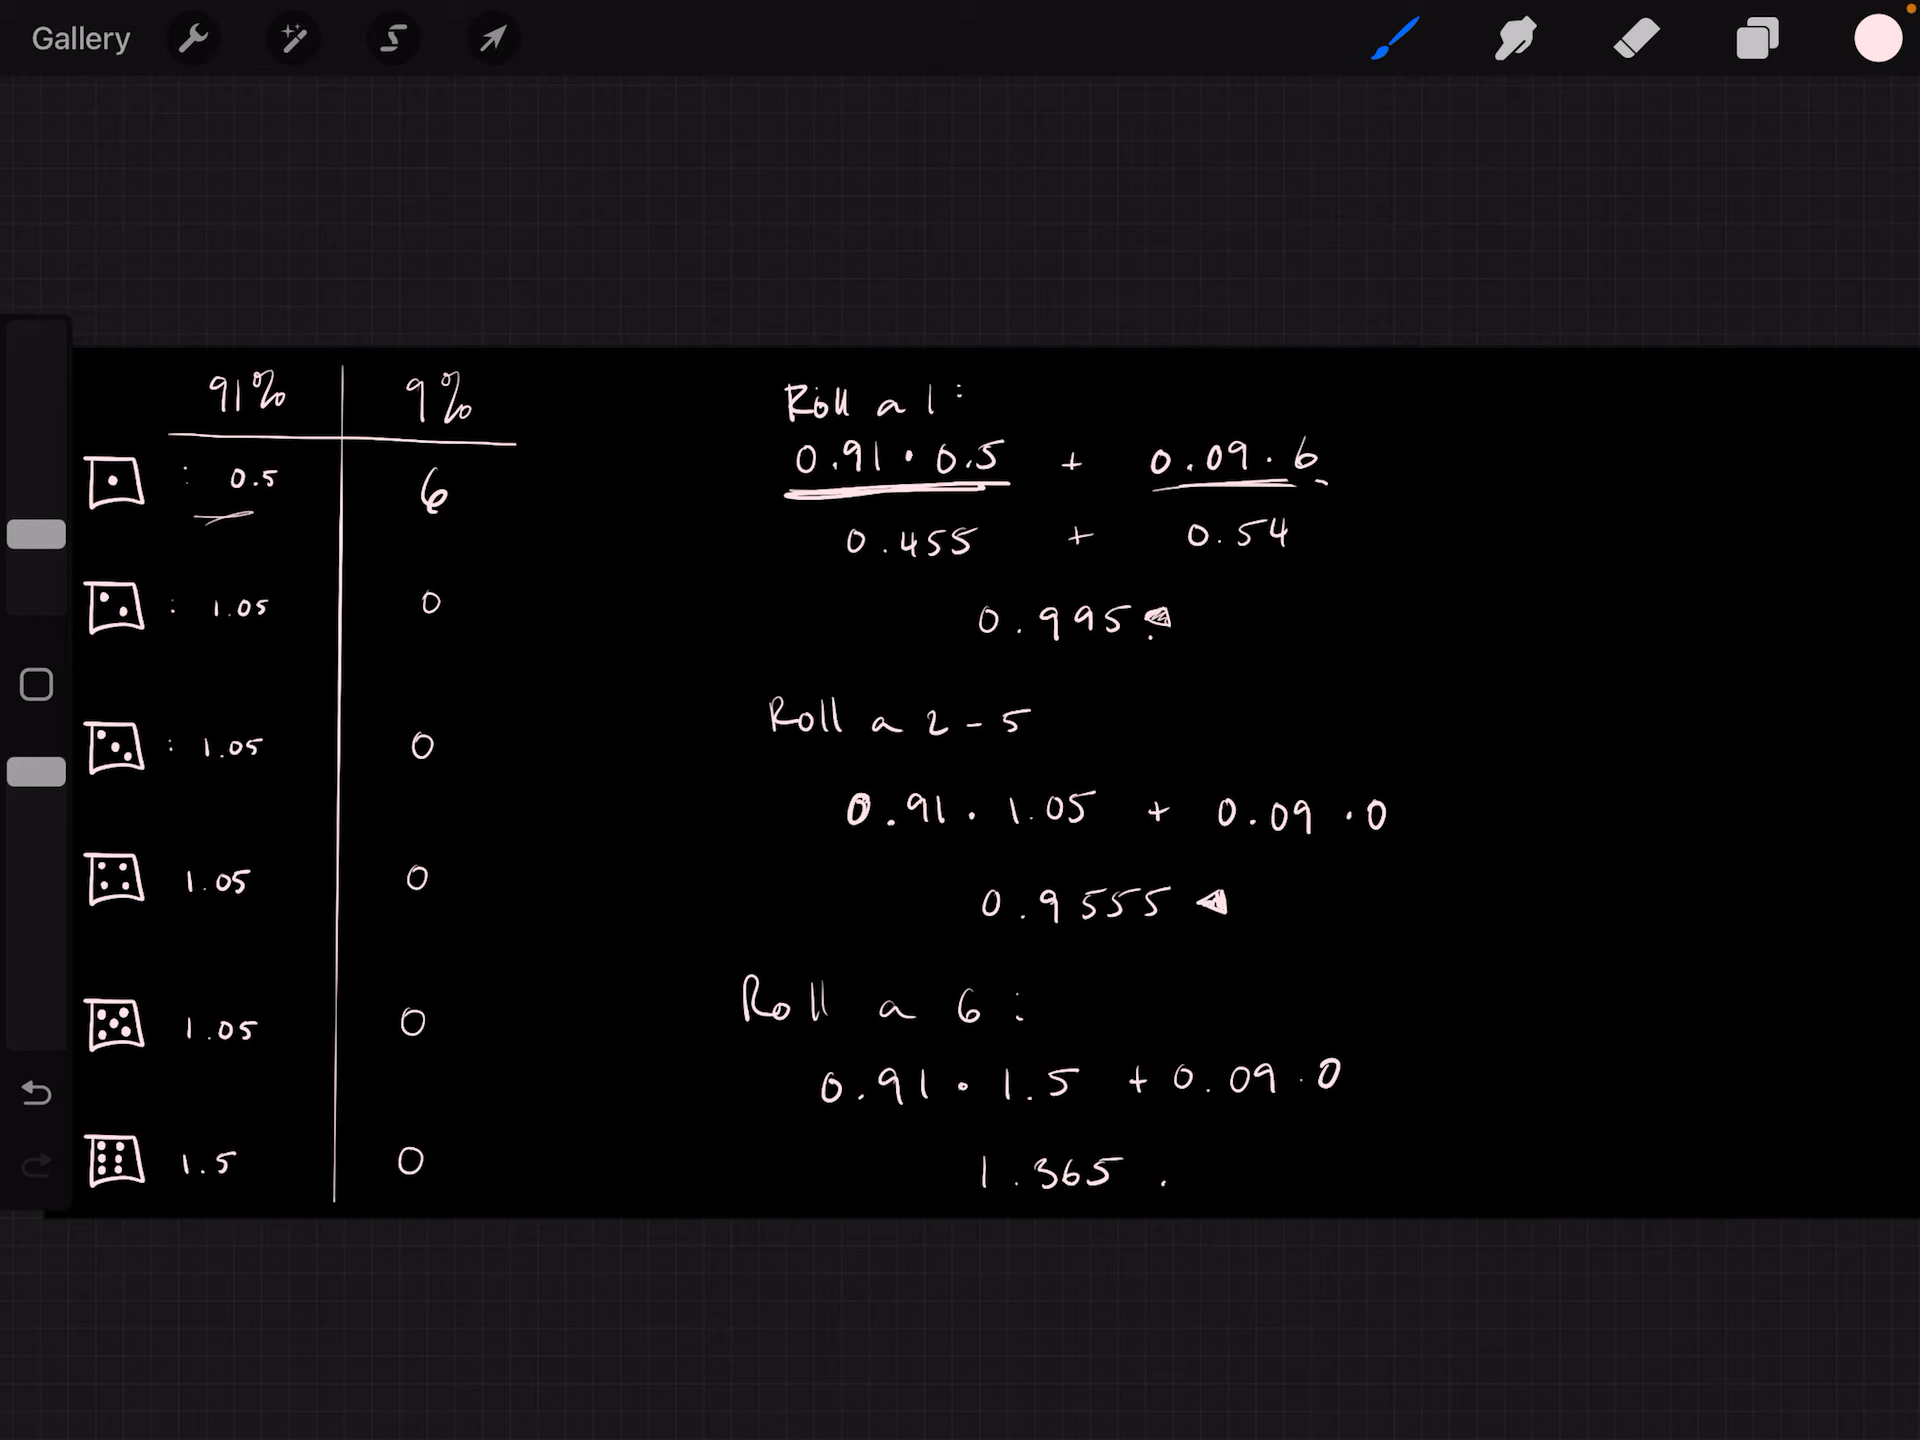 Gallery
91% 9%
: 0.5 6
: 1.05 0
: 1.05 0
1.05 0
1.05 0
1.5 0
Roll a 1:
0.91 · 0.5 + 0.09 · 6
0.455 + 0.54
0.995
Roll a 2 - 5
0.91 · 1.05 + 0.09 · 0
0.9555
Roll a 6:
0.91 · 1.5 + 0.09 · 0
1.365 .